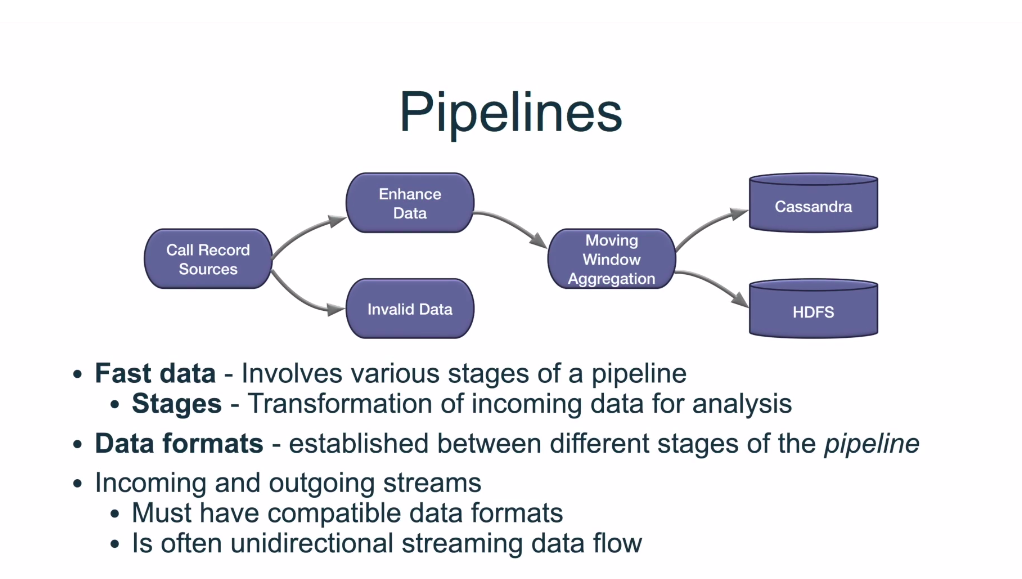 Pipelines
Call Record
Sources
Enhance
Data
Invalid Data
Moving
Window
Aggregation
Cassandra
HDFS
• Fast data - Involves various stages of a pipeline
• Stages - Transformation of incoming data for analysis
• Data formats - established between different stages of the pipeline
• Incoming and outgoing streams
• Must have compatible data formats
• Is often unidirectional streaming data flow